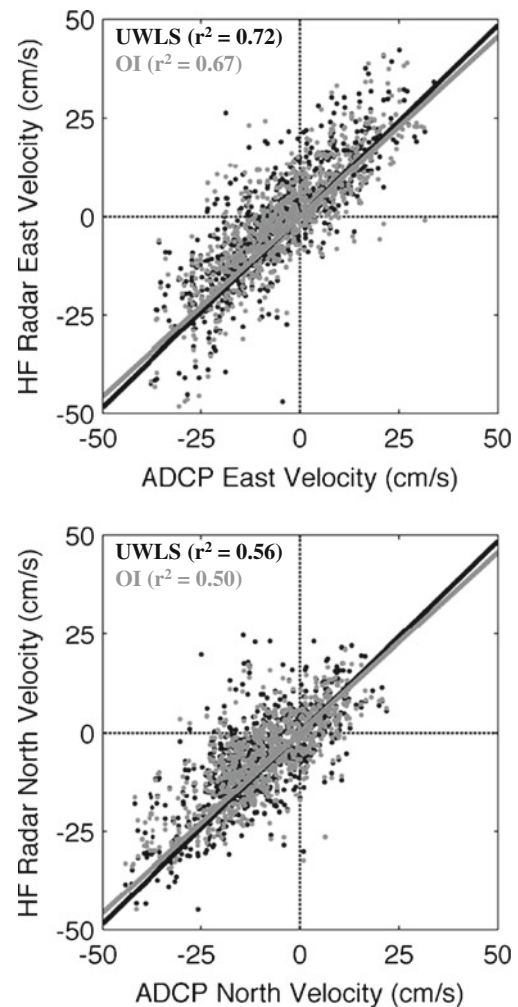 UWLS (r² = 0.72)
OI (r² = 0.67)
HF Radar East Velocity (cm/s)
50
25
0
-25
-50
-50 -25 0 25 50
ADCP East Velocity (cm/s)
UWLS (r² = 0.56)
OI (r² = 0.50)
HF Radar North Velocity (cm/s)
50
25
0
-25
-50
-50 -25 0 25 50
ADCP North Velocity (cm/s)